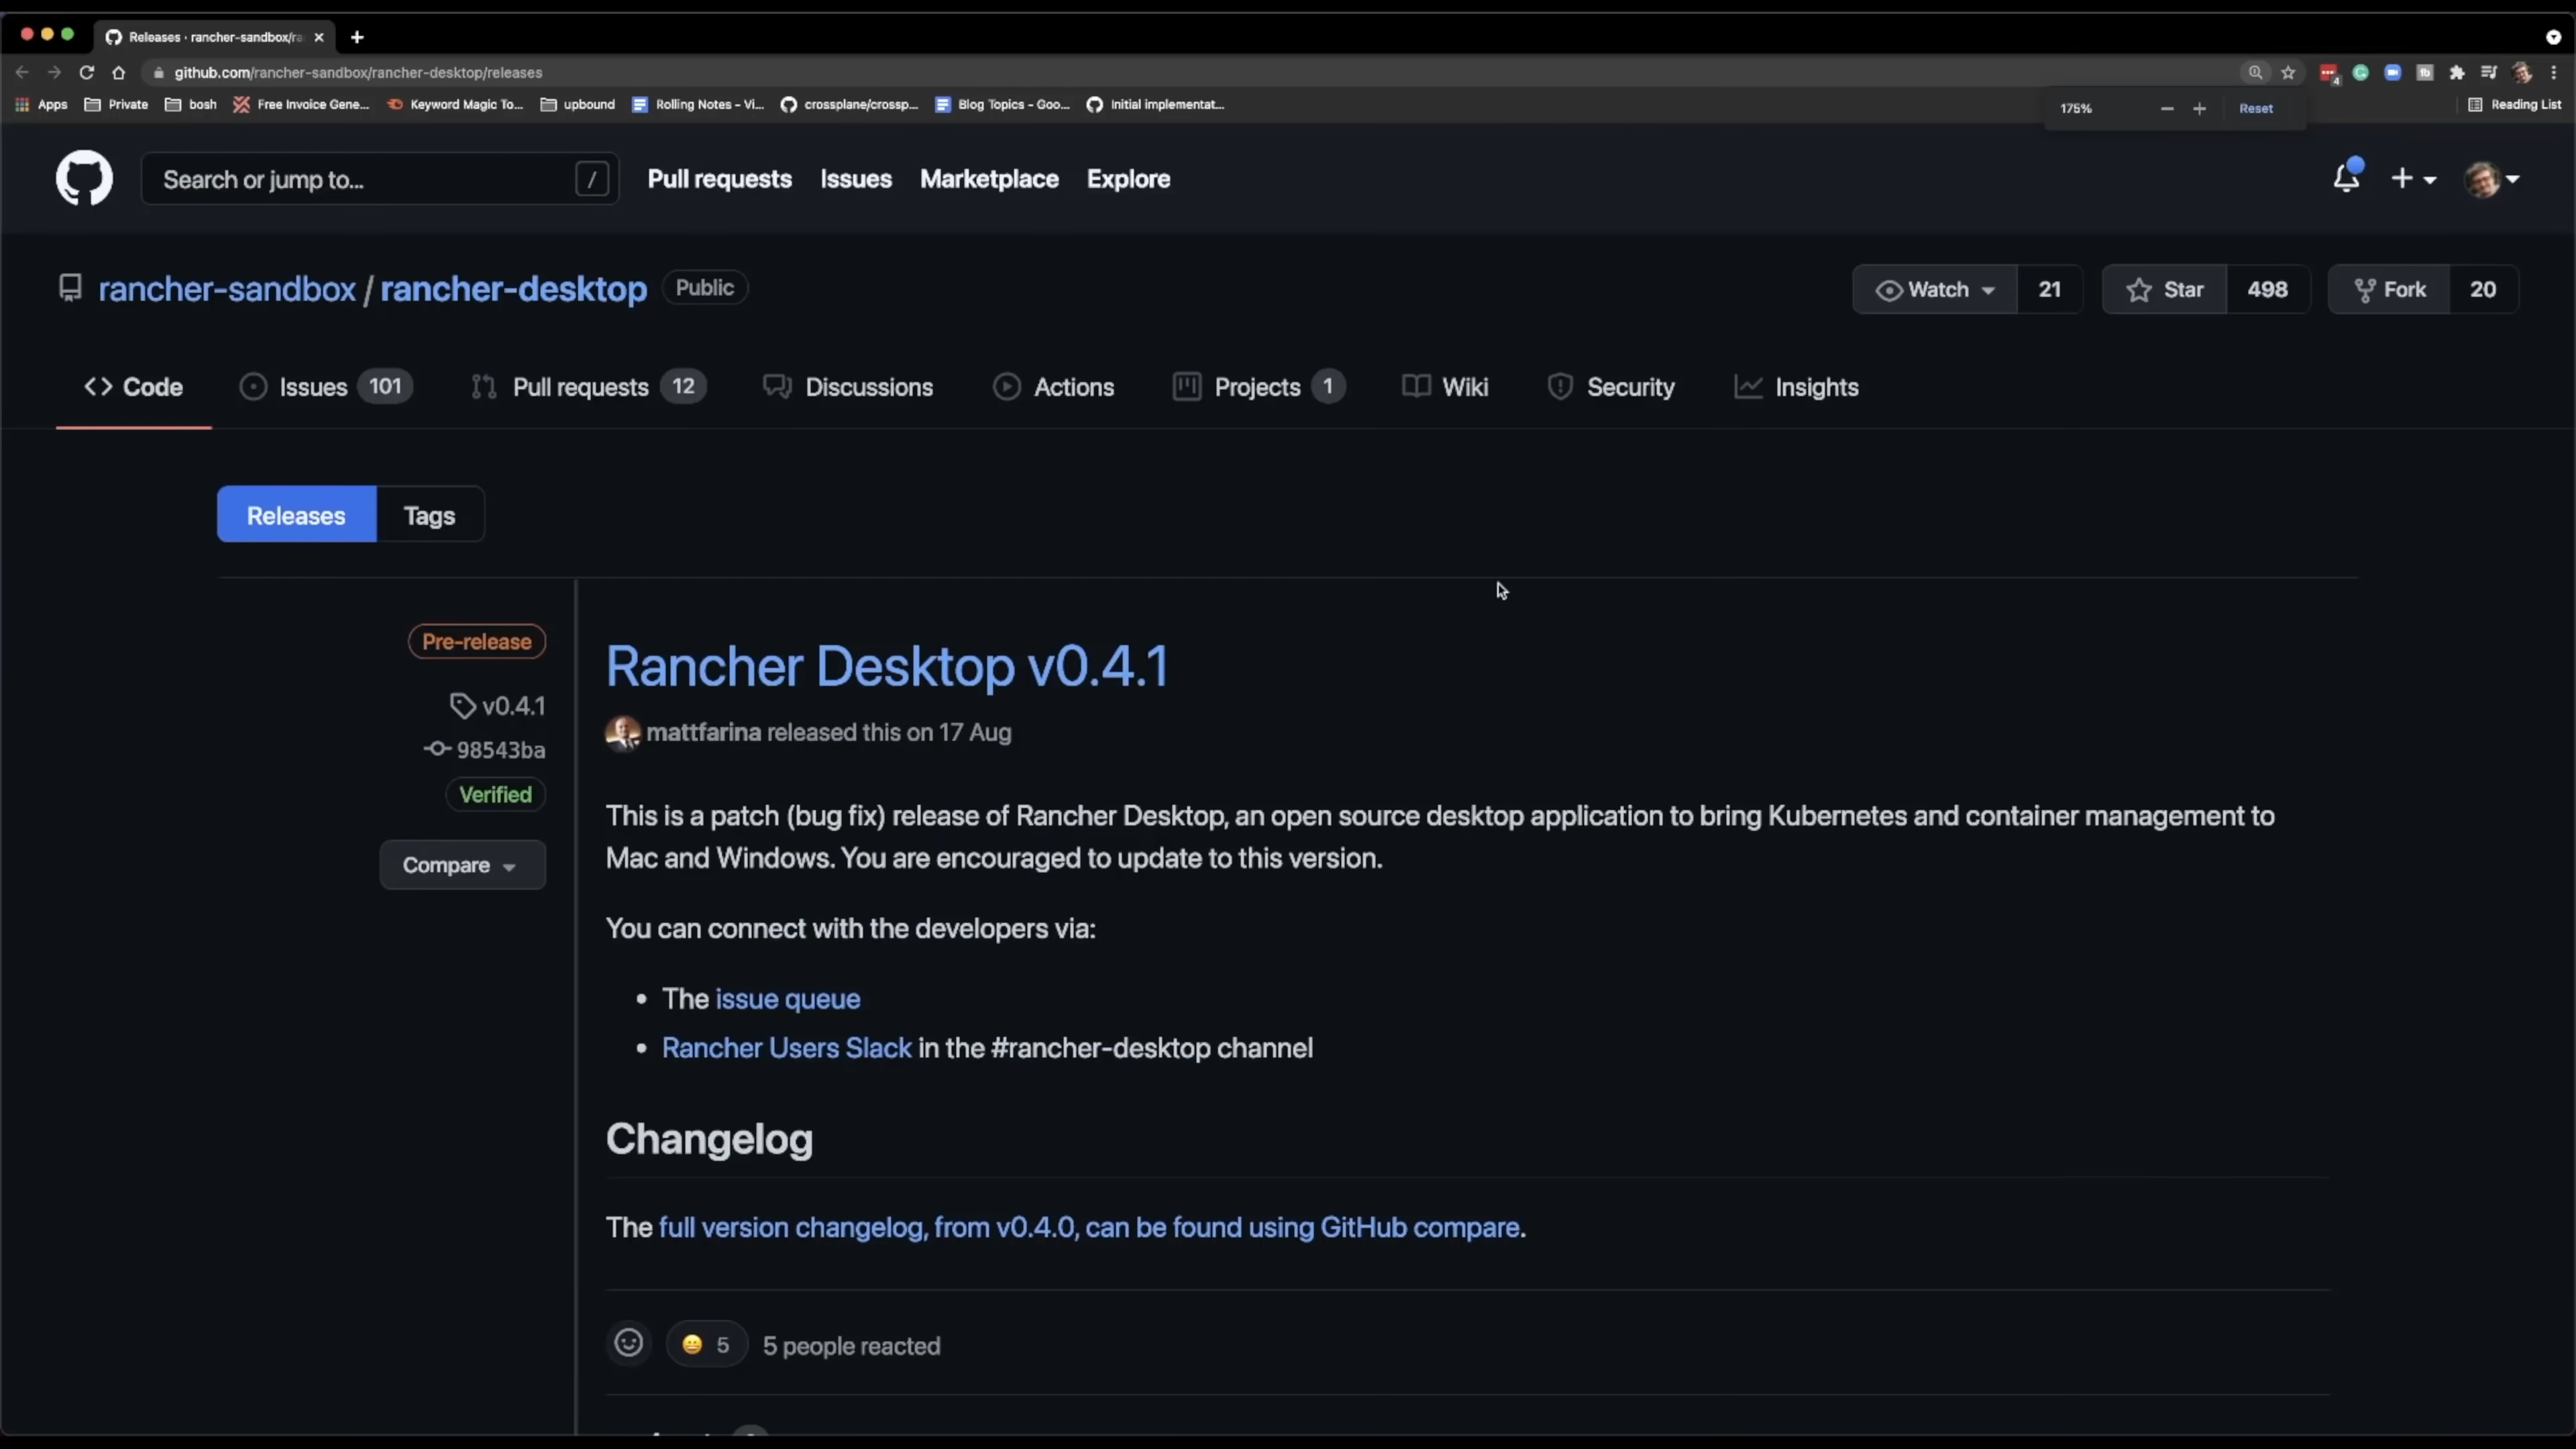 Releases · rancher-sandbox/ra
github.com/rancher-sandbox/rancher-desktop/releases
4
Apps Private bosh Free Invoice Gene... Keyword Magic To... upbound Rolling Notes – Vi... crossplane/crossp... Blog Topics – Goo... Initial implementat... Reading List
175% − + Reset
Search or jump to... / Pull requests Issues Marketplace Explore
rancher-sandbox / rancher-desktop Public Watch 21 Star 498 Fork 20
<> Code Issues 101 Pull requests 12 Discussions Actions Projects 1 Wiki Security Insights
Releases Tags
Pre-release
v0.4.1
98543ba
Verified
Compare
Rancher Desktop v0.4.1
mattfarina released this on 17 Aug
This is a patch (bug fix) release of Rancher Desktop, an open source desktop application to bring Kubernetes and container management to
Mac and Windows. You are encouraged to update to this version.
You can connect with the developers via:
• The issue queue
• Rancher Users Slack in the #rancher-desktop channel
Changelog
The full version changelog, from v0.4.0, can be found using GitHub compare.
😀 5 5 people reacted